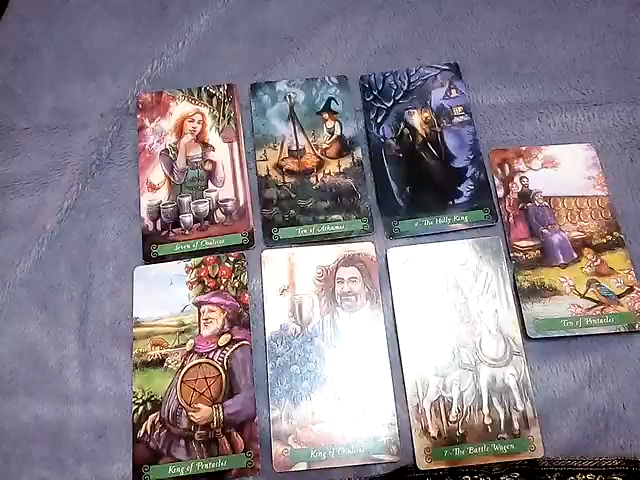 Seven of Chalices
Ten of Athames
9 - The Holly King
Ten of Pentacles
King of Pentacles
King of Chalices
7 - The Battle Wagon